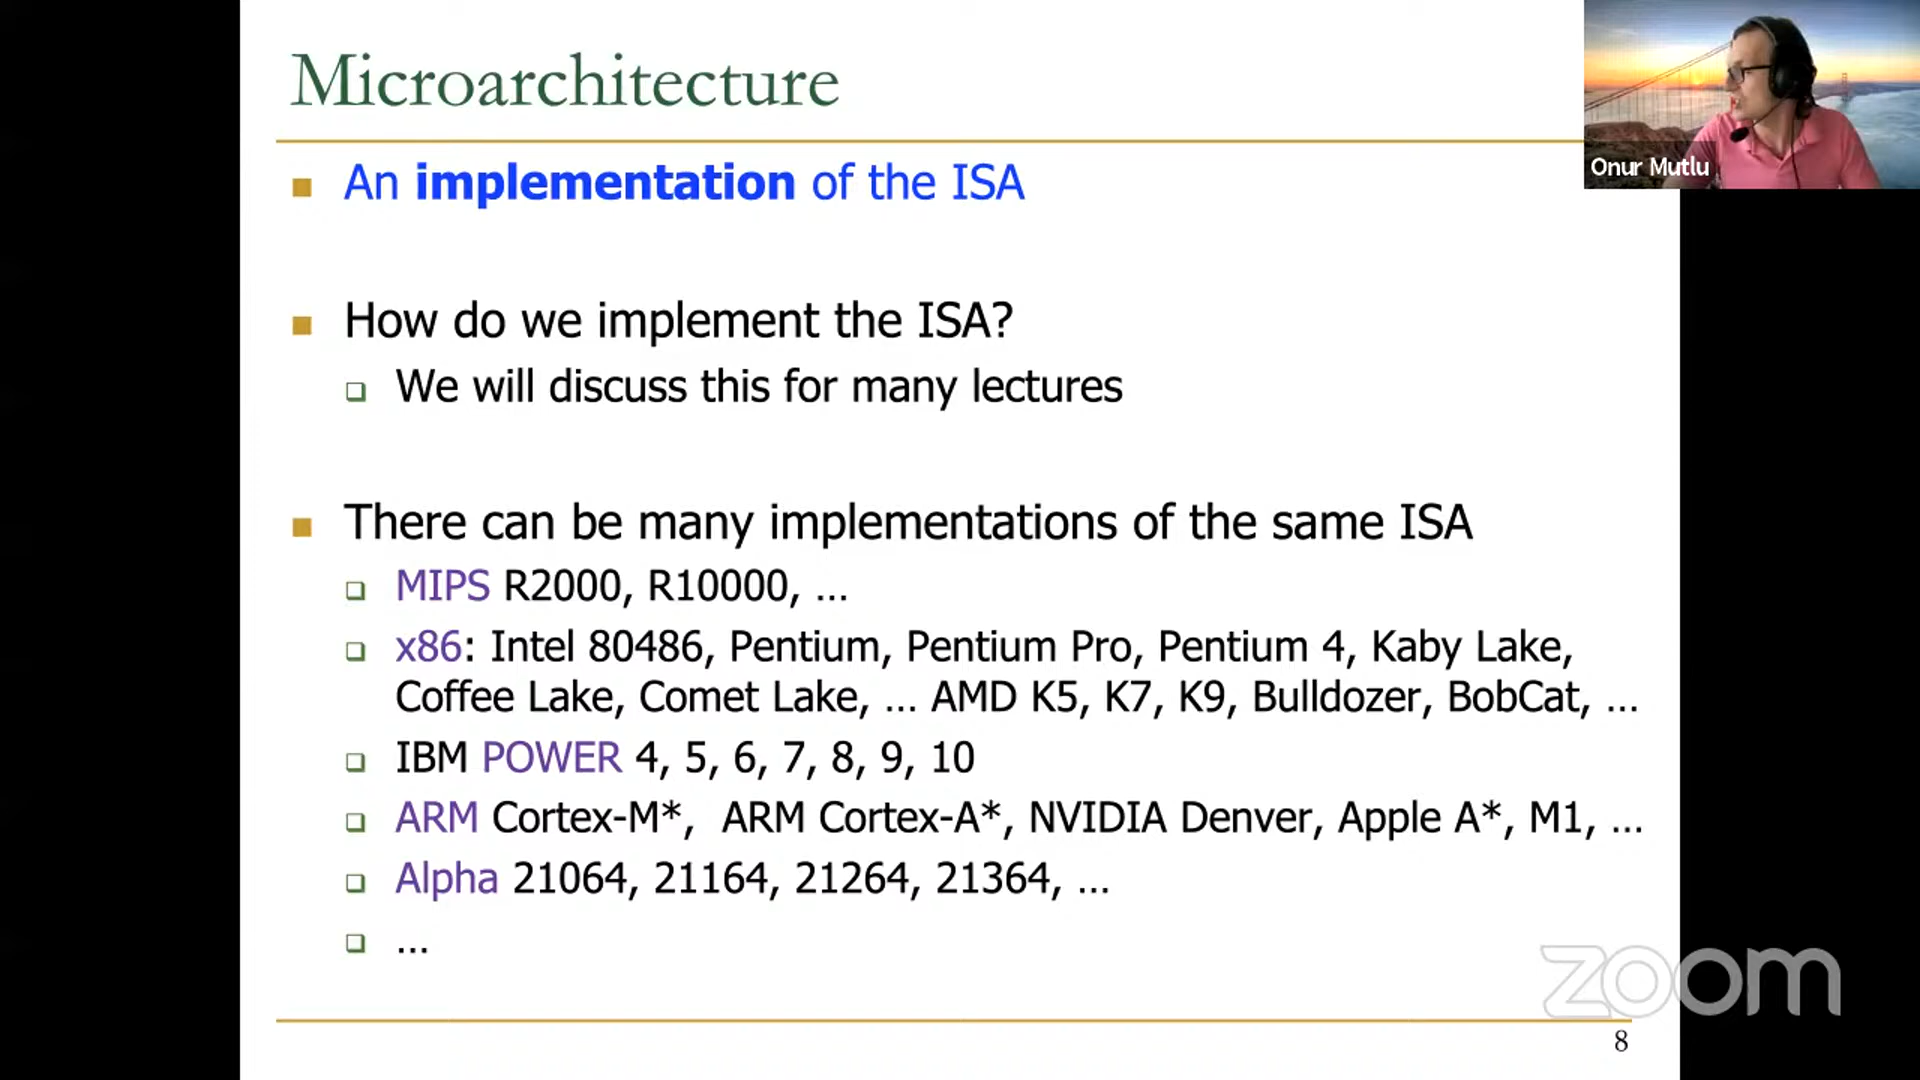 Microarchitecture
Onur Mutlu
An implementation of the ISA
How do we implement the ISA?
We will discuss this for many lectures
There can be many implementations of the same ISA
MIPS R2000, R10000, ...
x86: Intel 80486, Pentium, Pentium Pro, Pentium 4, Kaby Lake,
Coffee Lake, Comet Lake, ... AMD K5, K7, K9, Bulldozer, BobCat, ...
IBM POWER 4, 5, 6, 7, 8, 9, 10
ARM Cortex-M*, ARM Cortex-A*, NVIDIA Denver, Apple A*, M1, ...
Alpha 21064, 21164, 21264, 21364, ...
...
zoom
8